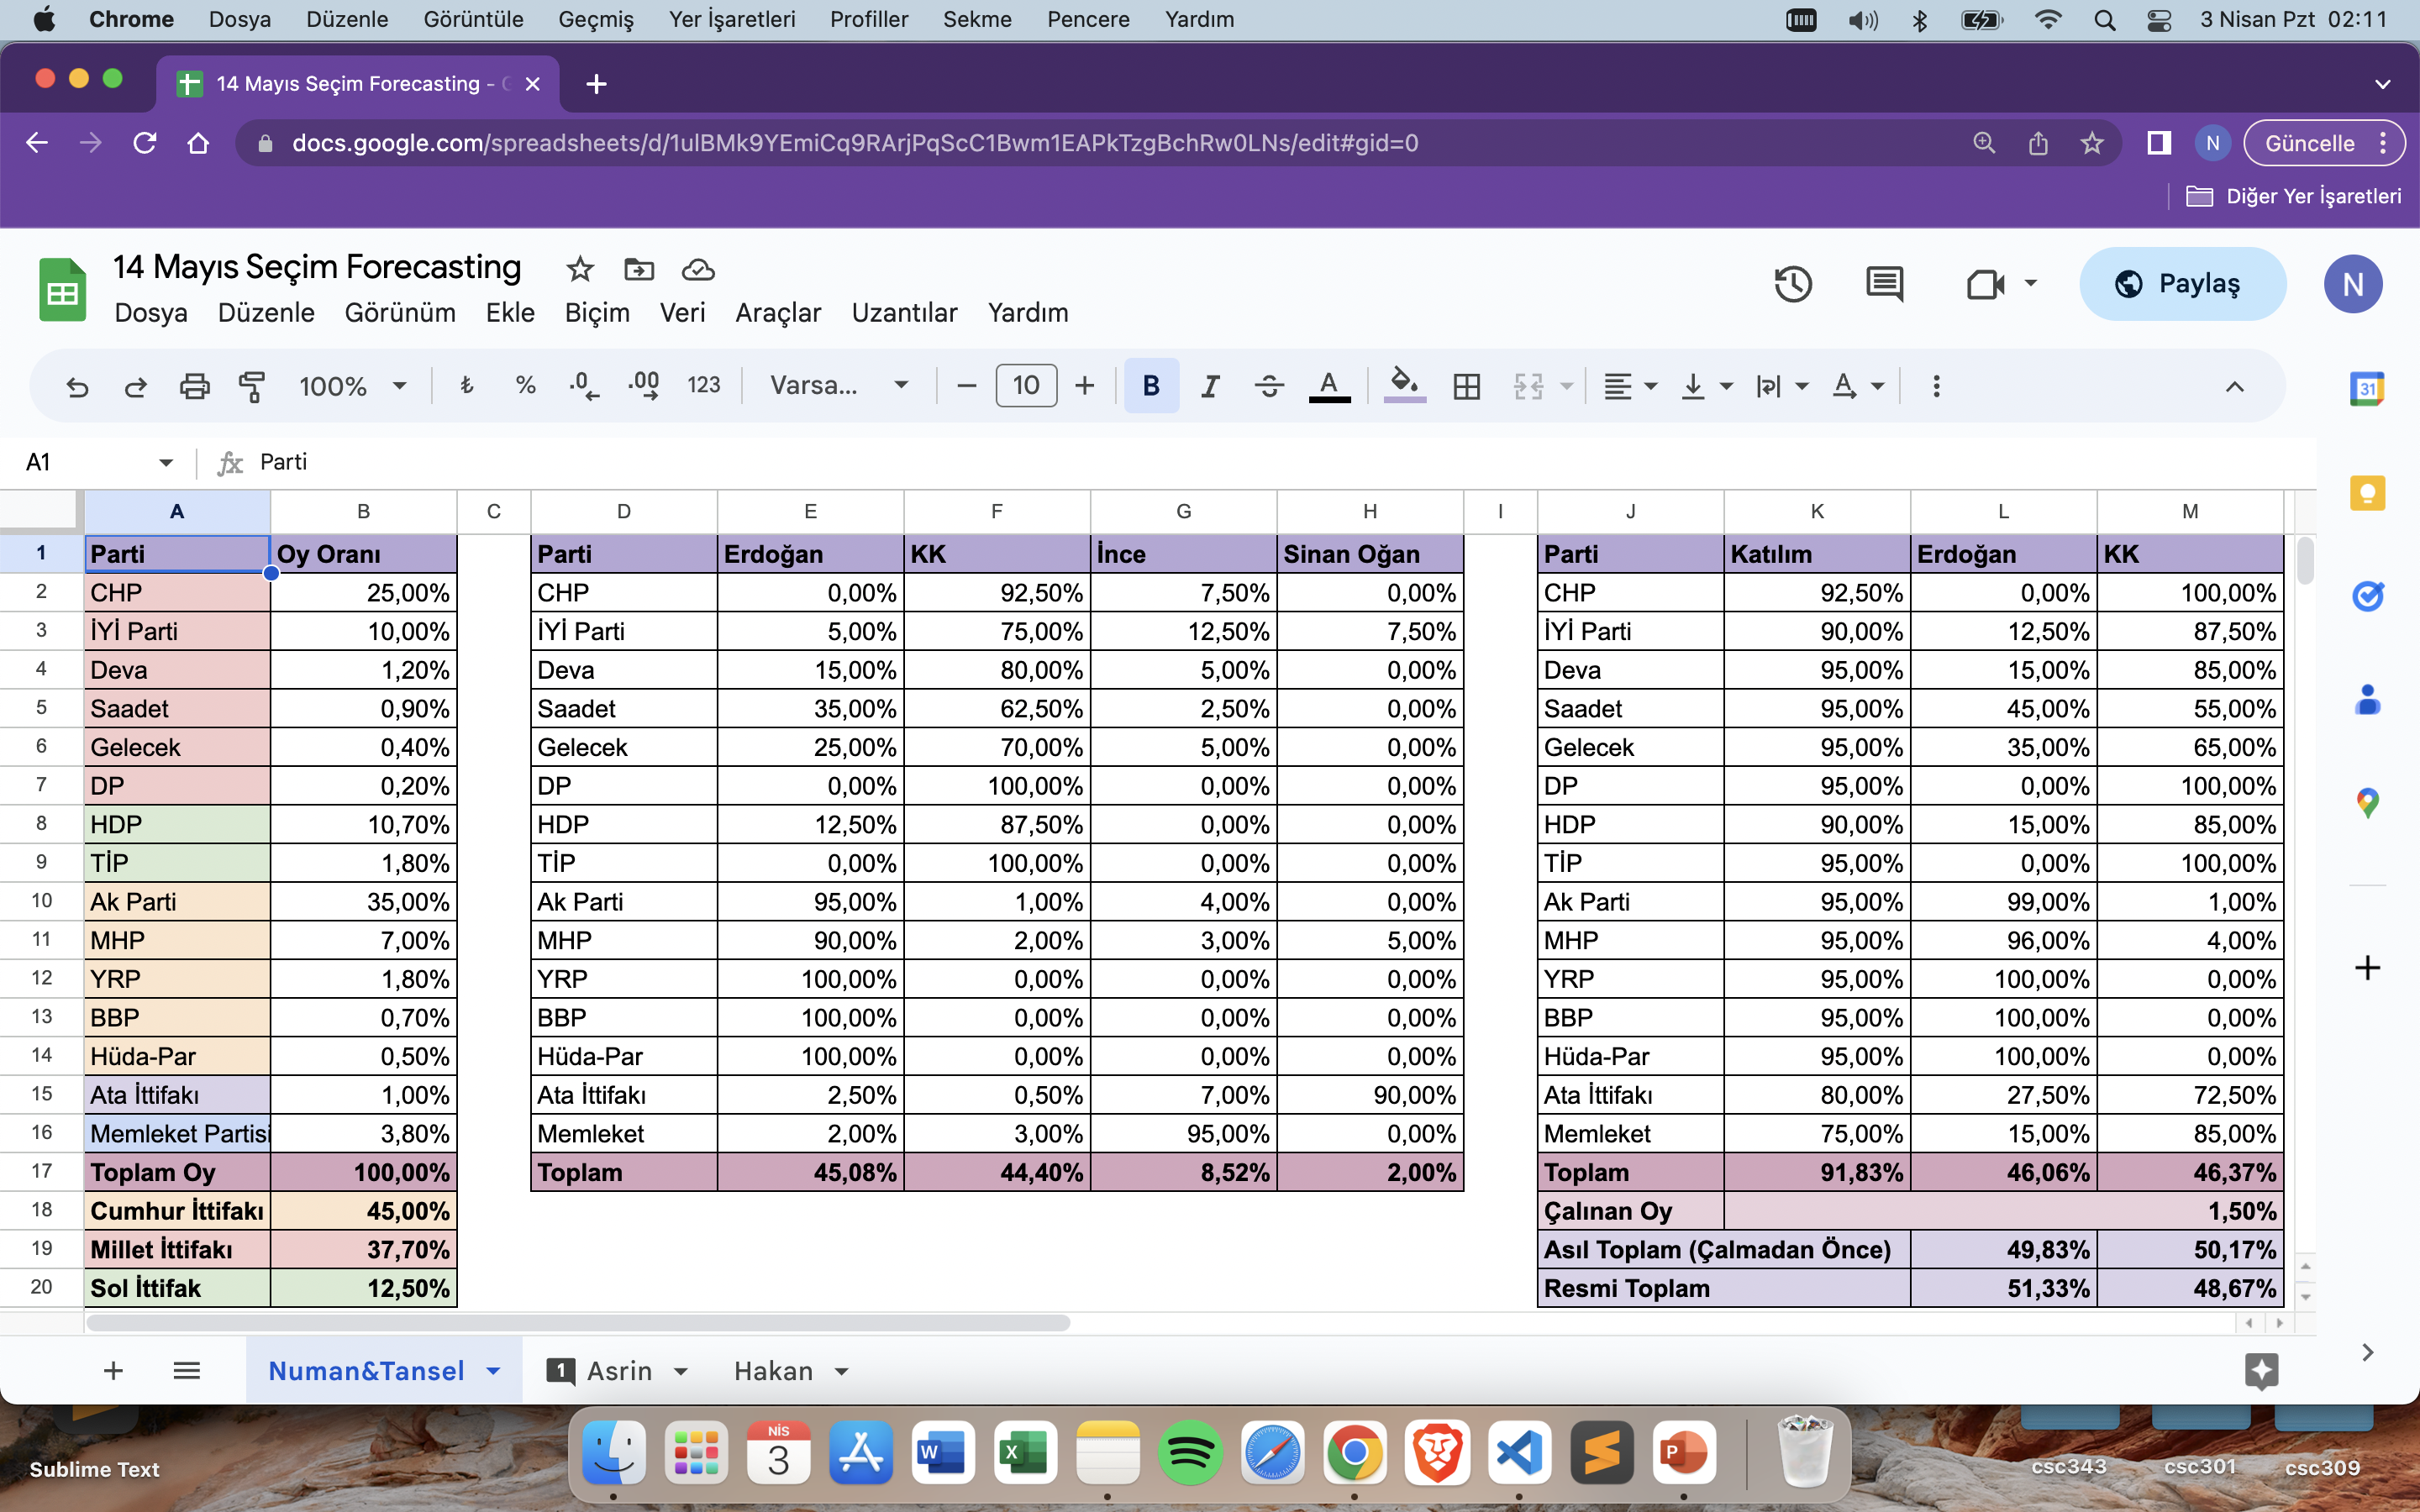 Chrome Dosya Düzenle Görüntüle Geçmiş Yer İşaretleri Profiller Sekme Pencere Yardım 3 Nisan Pzt 02:11
14 Mayıs Seçim Forecasting -
docs.google.com/spreadsheets/d/1ulBMk9YEmiCq9RArjPqScC1Bwm1EAPkTzgBchRw0LNs/edit#gid=0 N Güncelle
Diğer Yer İşaretleri
14 Mayıs Seçim Forecasting Paylaş N
Dosya Düzenle Görünüm Ekle Biçim Veri Araçlar Uzantılar Yardım
100% ₺ % .0 .00 123 Varsa... 10 B I S A A 31
A1 fx Parti
A B C D E F G H I J K L M
1 Parti Oy Oranı Parti Erdoğan KK İnce Sinan Oğan Parti Katılım Erdoğan KK
2 CHP 25,00% CHP 0,00% 92,50% 7,50% 0,00% CHP 92,50% 0,00% 100,00%
3 İYİ Parti 10,00% İYİ Parti 5,00% 75,00% 12,50% 7,50% İYİ Parti 90,00% 12,50% 87,50%
4 Deva 1,20% Deva 15,00% 80,00% 5,00% 0,00% Deva 95,00% 15,00% 85,00%
5 Saadet 0,90% Saadet 35,00% 62,50% 2,50% 0,00% Saadet 95,00% 45,00% 55,00%
6 Gelecek 0,40% Gelecek 25,00% 70,00% 5,00% 0,00% Gelecek 95,00% 35,00% 65,00%
7 DP 0,20% DP 0,00% 100,00% 0,00% 0,00% DP 95,00% 0,00% 100,00%
8 HDP 10,70% HDP 12,50% 87,50% 0,00% 0,00% HDP 90,00% 15,00% 85,00%
9 TİP 1,80% TİP 0,00% 100,00% 0,00% 0,00% TİP 95,00% 0,00% 100,00%
10 Ak Parti 35,00% Ak Parti 95,00% 1,00% 4,00% 0,00% Ak Parti 95,00% 99,00% 1,00%
11 MHP 7,00% MHP 90,00% 2,00% 3,00% 5,00% MHP 95,00% 96,00% 4,00%
12 YRP 1,80% YRP 100,00% 0,00% 0,00% 0,00% YRP 95,00% 100,00% 0,00%
13 BBP 0,70% BBP 100,00% 0,00% 0,00% 0,00% BBP 95,00% 100,00% 0,00%
14 Hüda-Par 0,50% Hüda-Par 100,00% 0,00% 0,00% 0,00% Hüda-Par 95,00% 100,00% 0,00%
15 Ata İttifakı 1,00% Ata İttifakı 2,50% 0,50% 7,00% 90,00% Ata İttifakı 80,00% 27,50% 72,50%
16 Memleket Partisi 3,80% Memleket 2,00% 3,00% 95,00% 0,00% Memleket 75,00% 15,00% 85,00%
17 Toplam Oy 100,00% Toplam 45,08% 44,40% 8,52% 2,00% Toplam 91,83% 46,06% 46,37%
18 Cumhur İttifakı 45,00% Çalınan Oy 1,50%
19 Millet İttifakı 37,70% Asıl Toplam (Çalmadan Önce) 49,83% 50,17%
20 Sol İttifak 12,50% Resmi Toplam 51,33% 48,67%
Numan&Tansel 1 Asrin Hakan
NİS
3
W X P
Sublime Text csc343 csc301 csc309